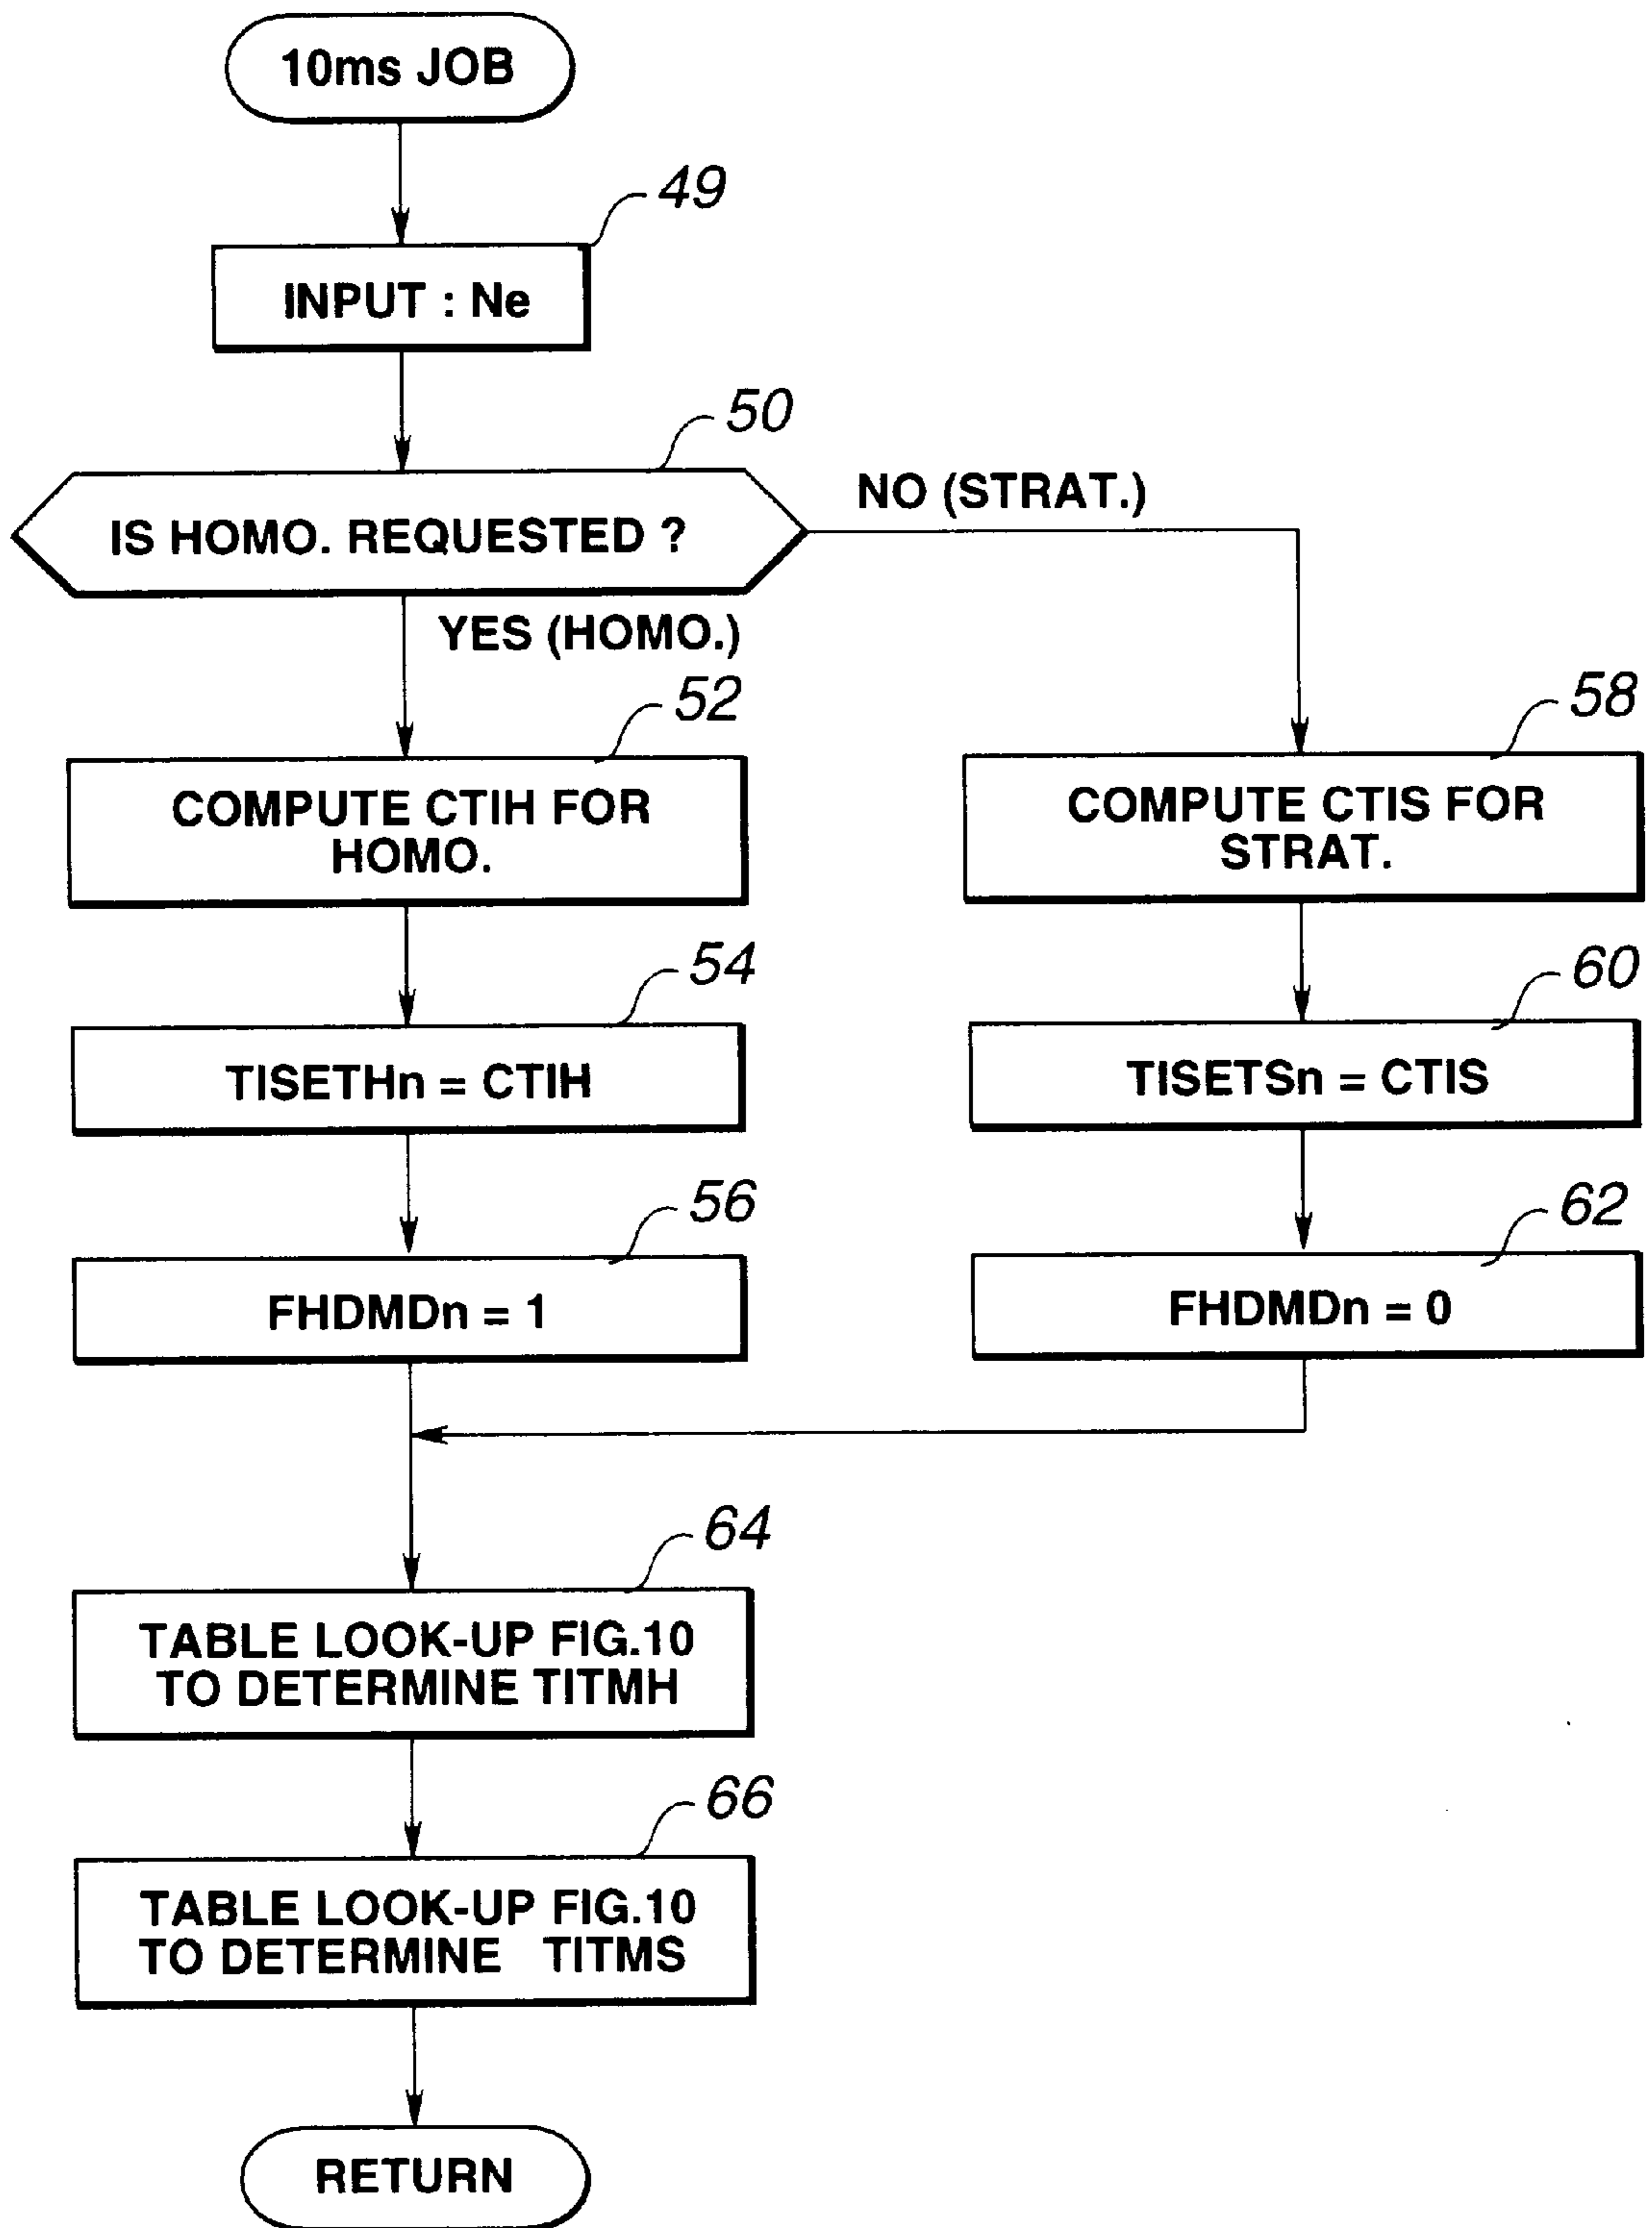 10ms JOB
49
INPUT : Ne
50
IS HOMO. REQUESTED ?
NO (STRAT.)
YES (HOMO.)
52
COMPUTE CTIH FOR
HOMO.
58
COMPUTE CTIS FOR
STRAT.
54
TISETHn = CTIH
60
TISETSn = CTIS
56
FHDMDn = 1
62
FHDMDn = 0
64
TABLE LOOK-UP FIG.10
TO DETERMINE TITMH
66
TABLE LOOK-UP FIG.10
TO DETERMINE TITMS
RETURN